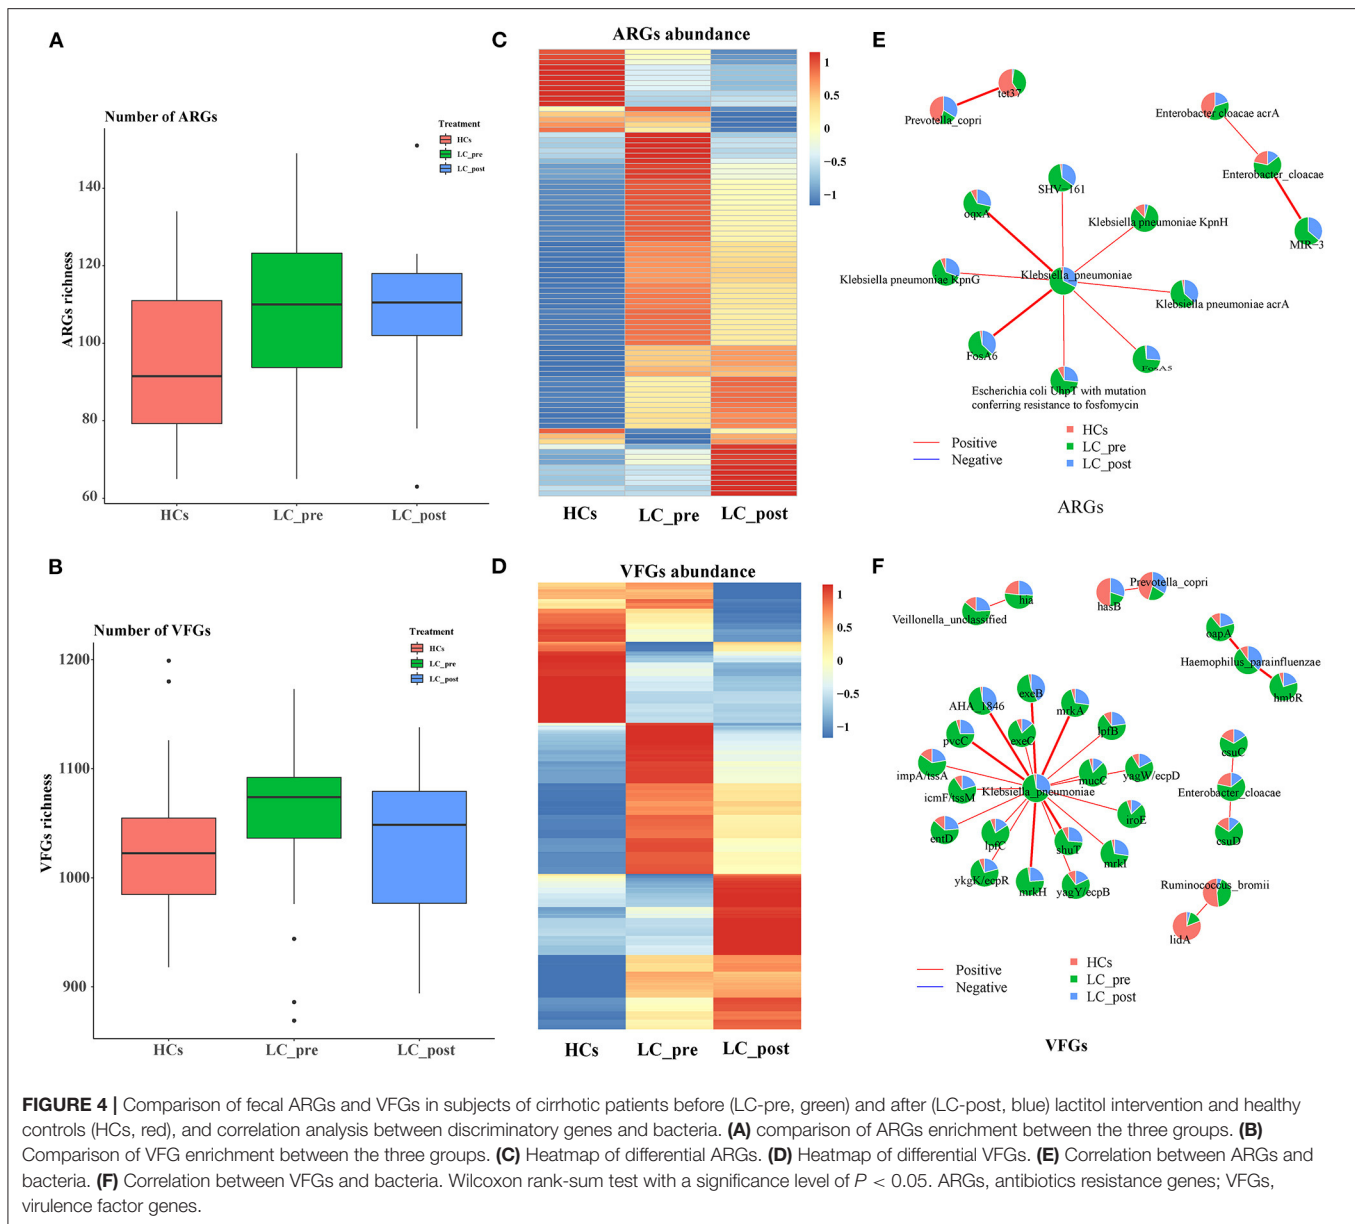 A
Number of ARGs
Treatment
HCs
LC_pre
LC_post
ARGs richness
140
120
100
80
60
HCs
LC_pre
LC_post
C
ARGs abundance
1
0.5
0
−0.5
−1
HCs
LC_pre
LC_post
E
tet37
Prevotella_copri
Enterobacter cloacae acrA
Enterobacter_cloacae
MIR−3
SHV−161
oqxA
Klebsiella pneumoniae KpnH
Klebsiella pneumoniae KpnG
Klebsiella_pneumoniae
Klebsiella pneumoniae acrA
FosA6
FosA5
Escherichia coli UhpT with mutation
conferring resistance to fosfomycin
Positive
Negative
HCs
LC_pre
LC_post
ARGs
B
Number of VFGs
Treatment
HCs
LC_pre
LC_post
VFGs richness
1200
1100
1000
900
HCs
LC_pre
LC_post
D
VFGs abundance
1
0.5
0
−0.5
−1
HCs
LC_pre
LC_post
F
hia
Veillonella_unclassified
Prevotella_copri
hasB
oapA
Haemophilus_parainfluenzae
hmbR
exeB
AHA_1846
mrkA
pvcC
exeC
lpfB
impA/tssA
mucC
yagW/ecpD
icmF/tssM
Klebsiella_pneumoniae
iroE
entD
lpfC
shuT
mrkI
ykgK/ecpR
mrkH
yagY/ecpB
csuC
Enterobacter_cloacae
csuD
Ruminococcus_bromii
lidA
Positive
Negative
HCs
LC_pre
LC_post
VFGs
FIGURE 4 | Comparison of fecal ARGs and VFGs in subjects of cirrhotic patients before (LC-pre, green) and after (LC-post, blue) lactitol intervention and healthy
controls (HCs, red), and correlation analysis between discriminatory genes and bacteria. (A) comparison of ARGs enrichment between the three groups. (B)
Comparison of VFG enrichment between the three groups. (C) Heatmap of differential ARGs. (D) Heatmap of differential VFGs. (E) Correlation between ARGs and
bacteria. (F) Correlation between VFGs and bacteria. Wilcoxon rank-sum test with a significance level of P < 0.05. ARGs, antibiotics resistance genes; VFGs,
virulence factor genes.